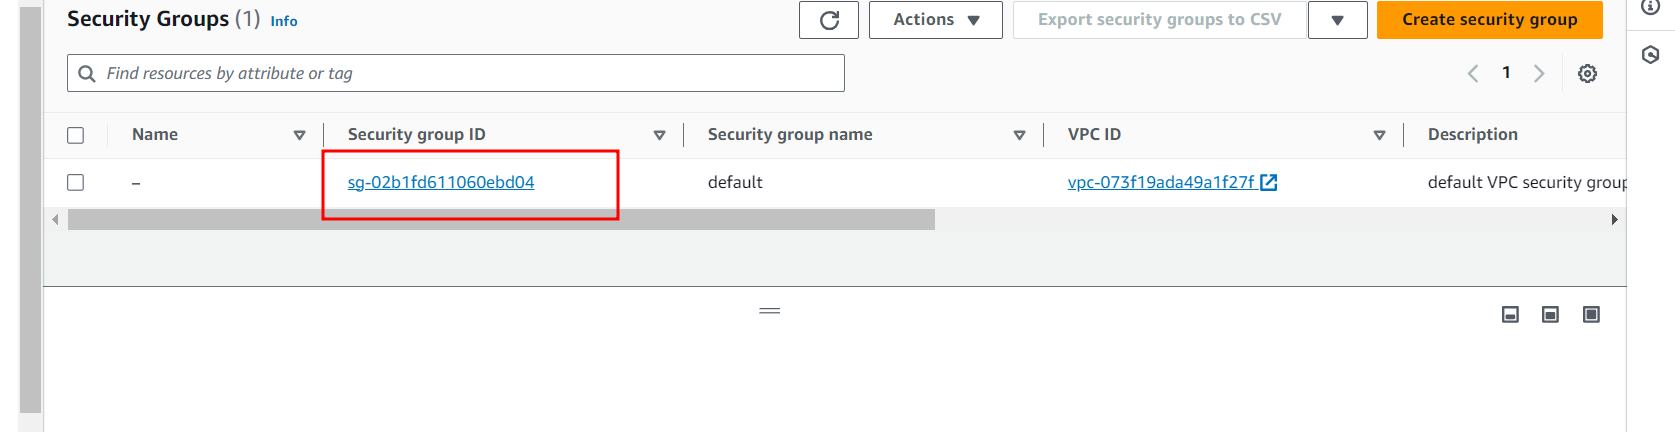 Security Groups (1) Info
Actions
Export security groups to CSV
Create security group
Find resources by attribute or tag
1
Name
Security group ID
Security group name
VPC ID
Description
–
sg-02b1fd611060ebd04
default
vpc-073f19ada49a1f27f
default VPC security group